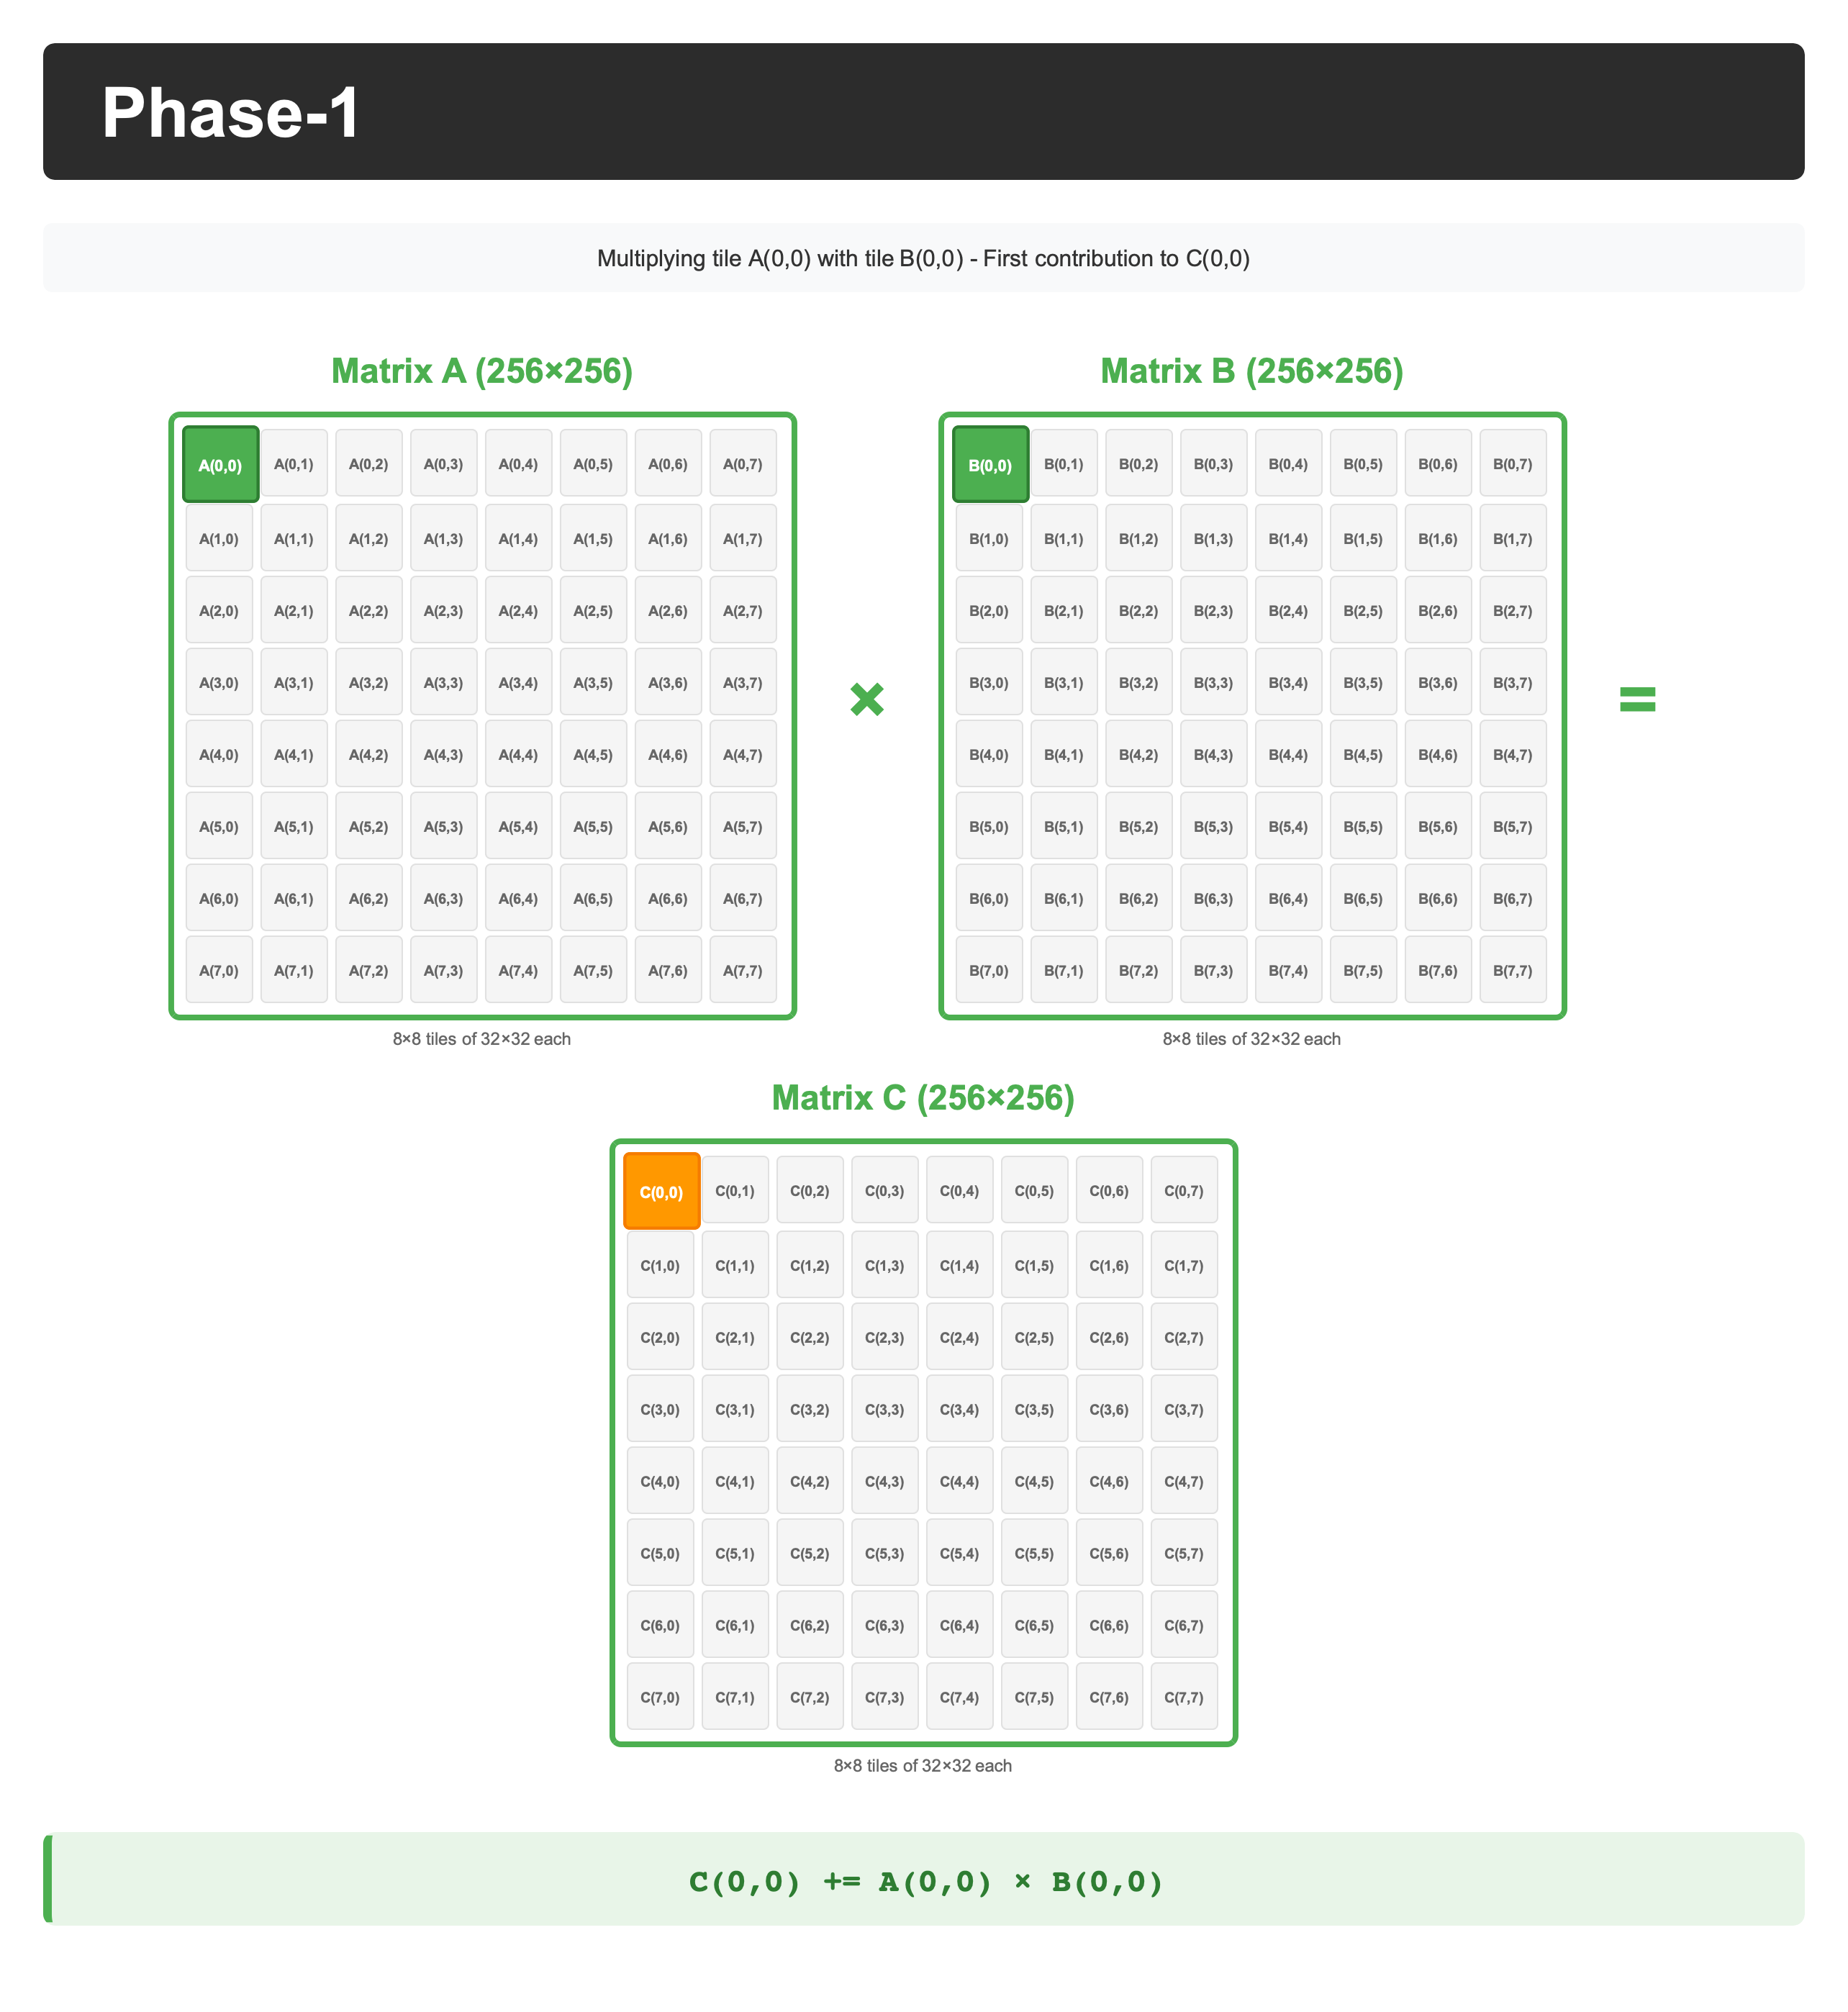 Phase-1
Multiplying tile A(0,0) with tile B(0,0) - First contribution to C(0,0)
Matrix A (256×256)
A(0,0) A(0,1) A(0,2) A(0,3) A(0,4) A(0,5) A(0,6) A(0,7)
A(1,0) A(1,1) A(1,2) A(1,3) A(1,4) A(1,5) A(1,6) A(1,7)
A(2,0) A(2,1) A(2,2) A(2,3) A(2,4) A(2,5) A(2,6) A(2,7)
A(3,0) A(3,1) A(3,2) A(3,3) A(3,4) A(3,5) A(3,6) A(3,7)
A(4,0) A(4,1) A(4,2) A(4,3) A(4,4) A(4,5) A(4,6) A(4,7)
A(5,0) A(5,1) A(5,2) A(5,3) A(5,4) A(5,5) A(5,6) A(5,7)
A(6,0) A(6,1) A(6,2) A(6,3) A(6,4) A(6,5) A(6,6) A(6,7)
A(7,0) A(7,1) A(7,2) A(7,3) A(7,4) A(7,5) A(7,6) A(7,7)
8×8 tiles of 32×32 each
×
Matrix B (256×256)
B(0,0) B(0,1) B(0,2) B(0,3) B(0,4) B(0,5) B(0,6) B(0,7)
B(1,0) B(1,1) B(1,2) B(1,3) B(1,4) B(1,5) B(1,6) B(1,7)
B(2,0) B(2,1) B(2,2) B(2,3) B(2,4) B(2,5) B(2,6) B(2,7)
B(3,0) B(3,1) B(3,2) B(3,3) B(3,4) B(3,5) B(3,6) B(3,7)
B(4,0) B(4,1) B(4,2) B(4,3) B(4,4) B(4,5) B(4,6) B(4,7)
B(5,0) B(5,1) B(5,2) B(5,3) B(5,4) B(5,5) B(5,6) B(5,7)
B(6,0) B(6,1) B(6,2) B(6,3) B(6,4) B(6,5) B(6,6) B(6,7)
B(7,0) B(7,1) B(7,2) B(7,3) B(7,4) B(7,5) B(7,6) B(7,7)
8×8 tiles of 32×32 each
=
Matrix C (256×256)
C(0,0) C(0,1) C(0,2) C(0,3) C(0,4) C(0,5) C(0,6) C(0,7)
C(1,0) C(1,1) C(1,2) C(1,3) C(1,4) C(1,5) C(1,6) C(1,7)
C(2,0) C(2,1) C(2,2) C(2,3) C(2,4) C(2,5) C(2,6) C(2,7)
C(3,0) C(3,1) C(3,2) C(3,3) C(3,4) C(3,5) C(3,6) C(3,7)
C(4,0) C(4,1) C(4,2) C(4,3) C(4,4) C(4,5) C(4,6) C(4,7)
C(5,0) C(5,1) C(5,2) C(5,3) C(5,4) C(5,5) C(5,6) C(5,7)
C(6,0) C(6,1) C(6,2) C(6,3) C(6,4) C(6,5) C(6,6) C(6,7)
C(7,0) C(7,1) C(7,2) C(7,3) C(7,4) C(7,5) C(7,6) C(7,7)
8×8 tiles of 32×32 each
C(0,0) += A(0,0) × B(0,0)